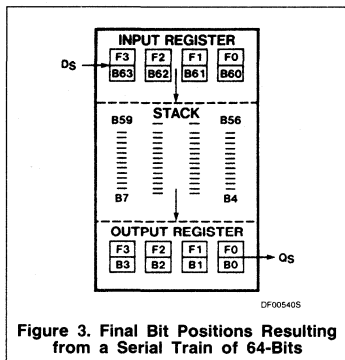 INPUT REGISTER
F3 F2 F1 F0
DS
B63 B62 B61 B60
STACK
B59 B56
B7 B4
OUTPUT REGISTER
F3 F2 F1 F0
B3 B2 B1 B0
QS
DF00540S
Figure 3. Final Bit Positions Resulting
from a Serial Train of 64-Bits